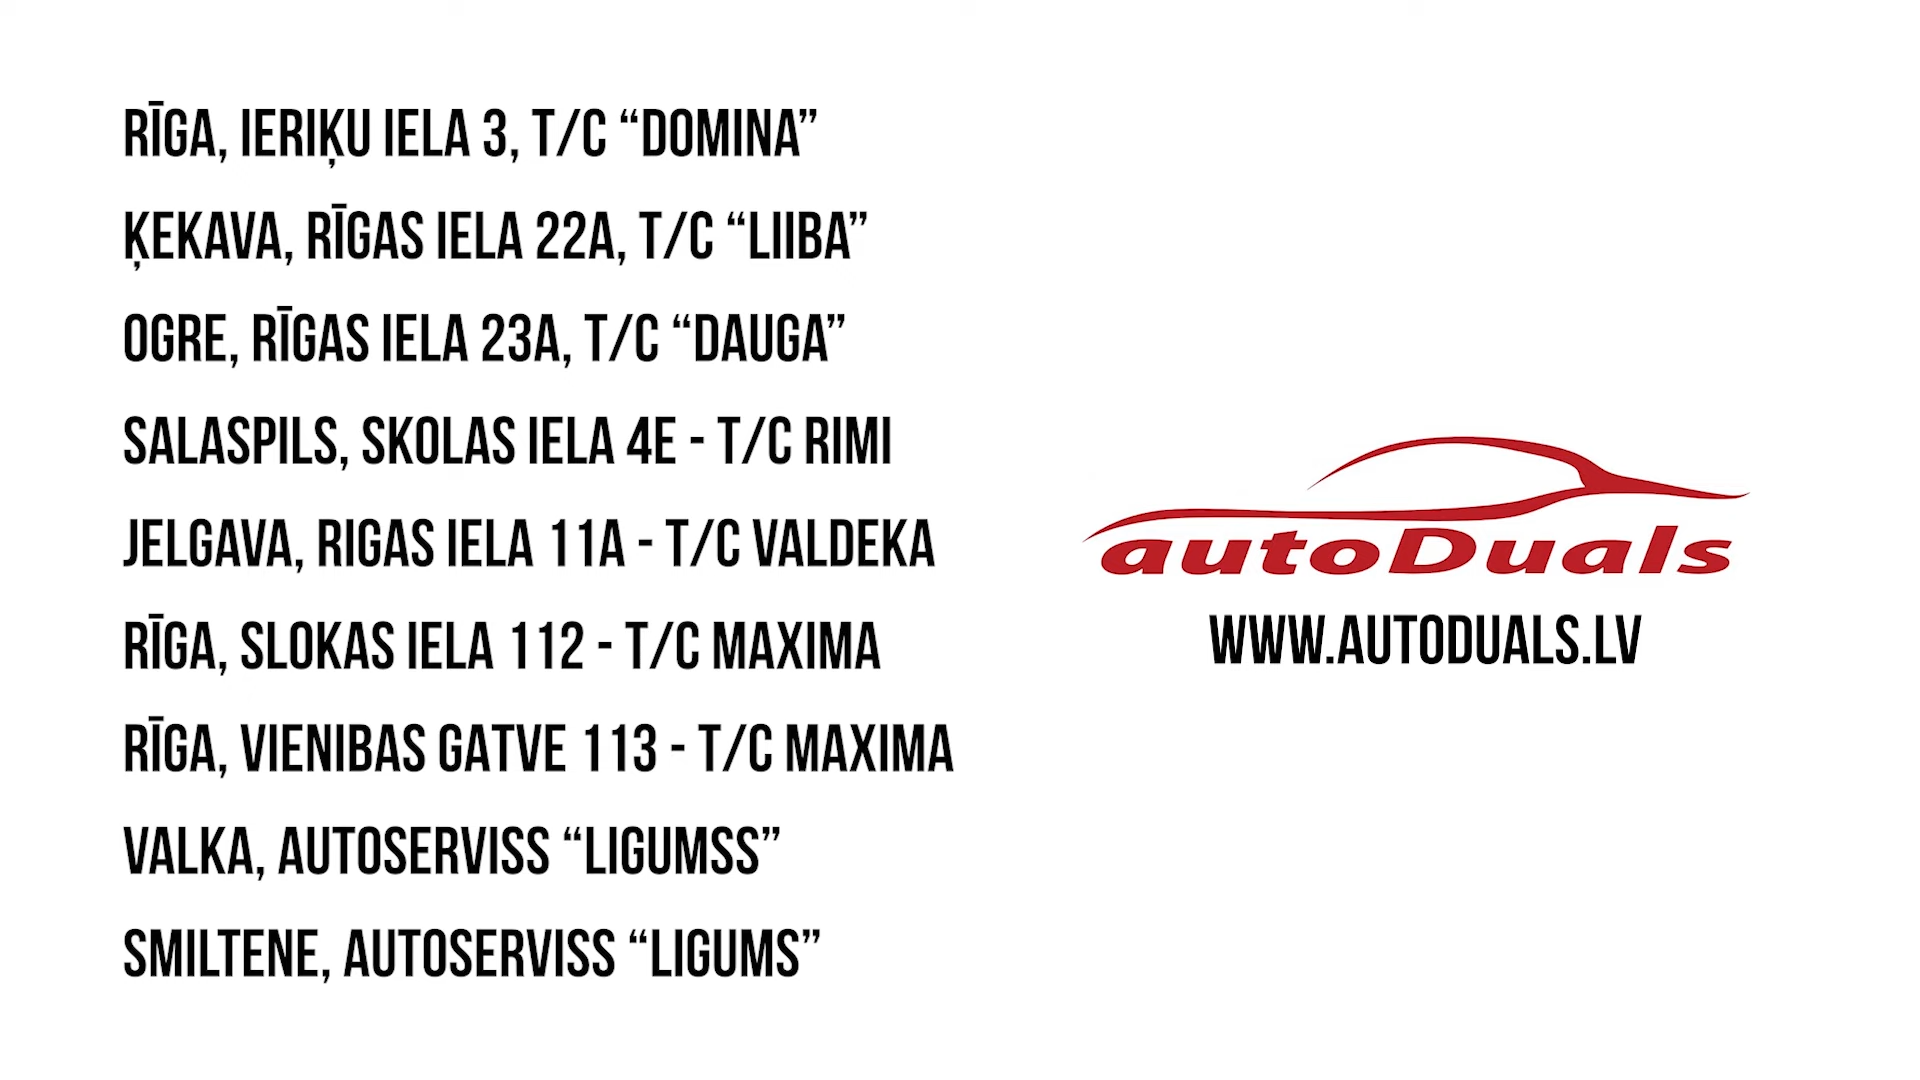 RĪGA, IERIĶU IELA 3, T/C “DOMINA”
ĶEKAVA, RĪGAS IELA 22A, T/C “LIIBA”
OGRE, RĪGAS IELA 23A, T/C “DAUGA”
SALASPILS, SKOLAS IELA 4E - T/C RIMI
JELGAVA, RIGAS IELA 11A - T/C VALDEKA
RĪGA, SLOKAS IELA 112 - T/C MAXIMA
RĪGA, VIENIBAS GATVE 113 - T/C MAXIMA
VALKA, AUTOSERVISS “LIGUMSS”
SMILTENE, AUTOSERVISS “LIGUMS”
autoDuals
WWW.AUTODUALS.LV